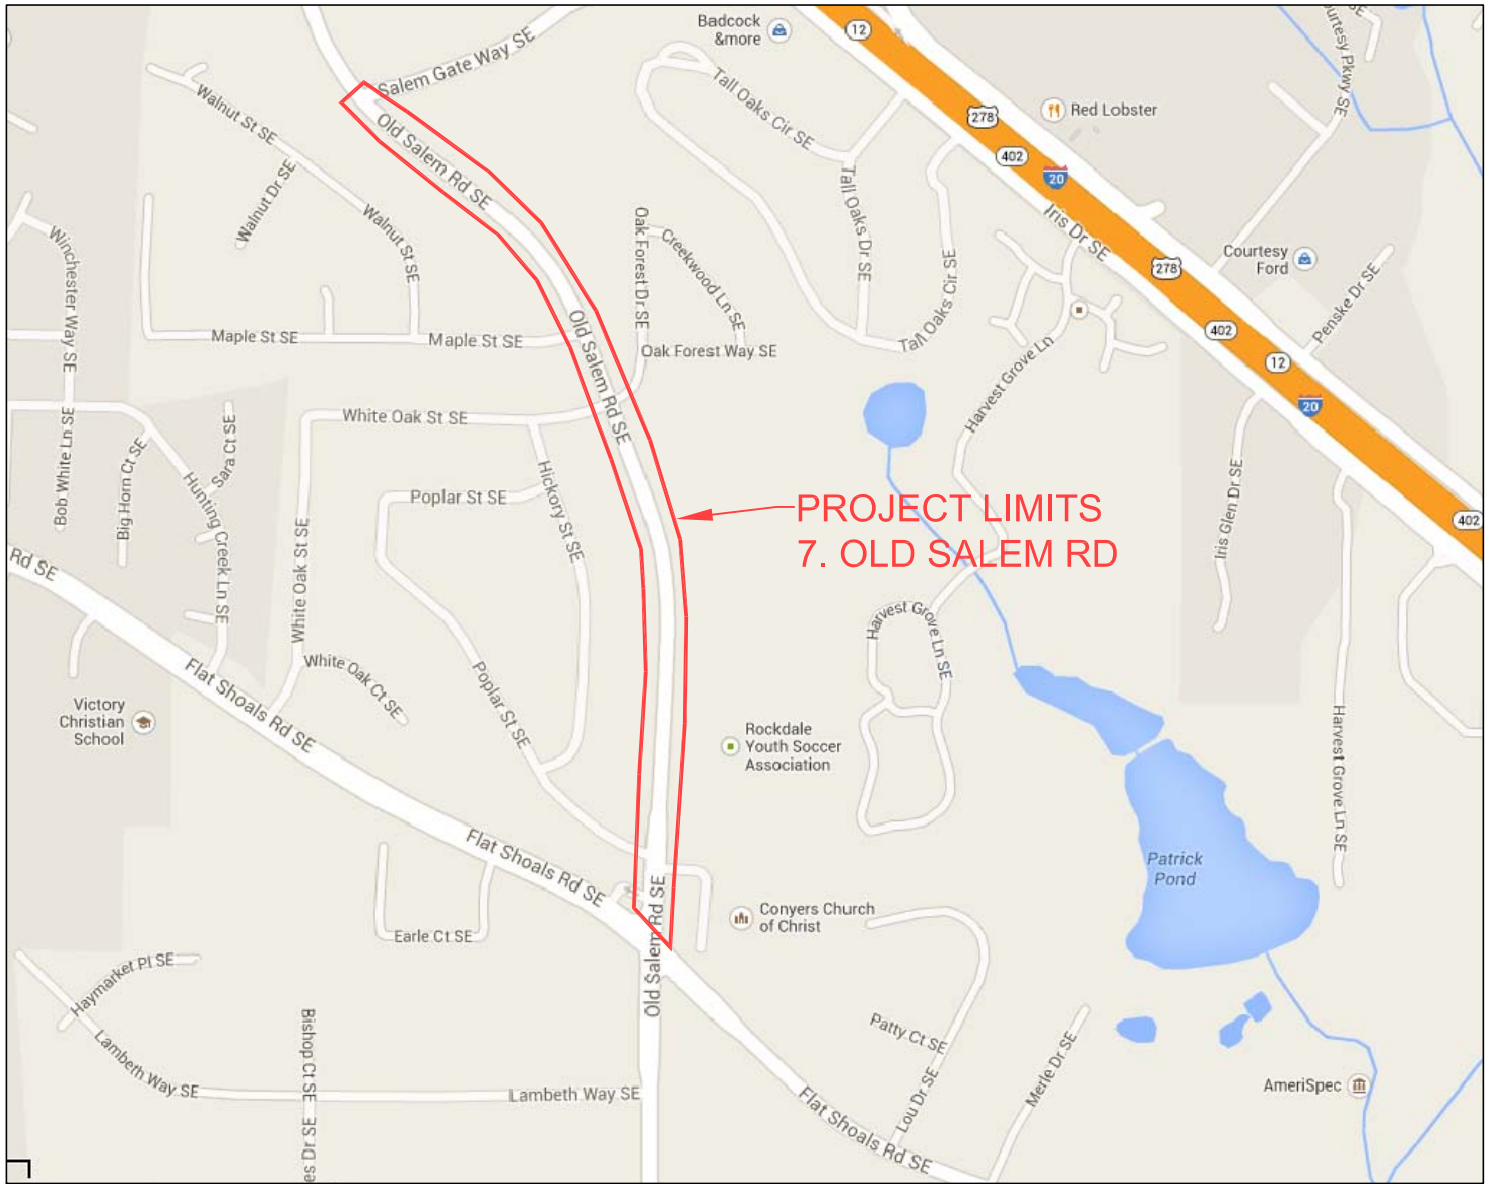 Badcock
&more
12
Salem Gate Way SE
Courtesy Pkwy SE
Tall Oaks Cir SE
Walnut St SE
278
Red Lobster
Old Salem Rd SE
402
20
Walnut Dr SE
Tall Oaks Dr SE
Walnut St SE
Oak Forest Dr SE
Creekwood Ln SE
Iris Dr SE
Winchester Way SE
Tall Oaks Cir SE
Courtesy
Ford
278
Penske Dr SE
Maple St SE
Maple St SE
Old Salem Rd SE
Oak Forest Way SE
Harvest Grove Ln
402
12
20
White Oak St SE
Bob White Ln SE
Big Horn Ct SE
Sara Ct SE
Hunting Creek Ln SE
Poplar St SE
Hickory St SE
PROJECT LIMITS
7. OLD SALEM RD
Iris Glen Dr SE
402
Rd SE
White Oak St SE
Harvest Grove Ln SE
White Oak Ct SE
Flat Shoals Rd SE
Poplar St SE
Victory
Christian
School
Rockdale
Youth Soccer
Association
Harvest Grove Ln SE
Flat Shoals Rd SE
Patrick
Pond
Old Salem Rd SE
Conyers Church
of Christ
Earle Ct SE
Haymarket Pl SE
Lambeth Way SE
Bishop Ct SE
es Dr SE
Lambeth Way SE
Patty Ct SE
Lou Dr SE
Merle Dr SE
Flat Shoals Rd SE
AmeriSpec